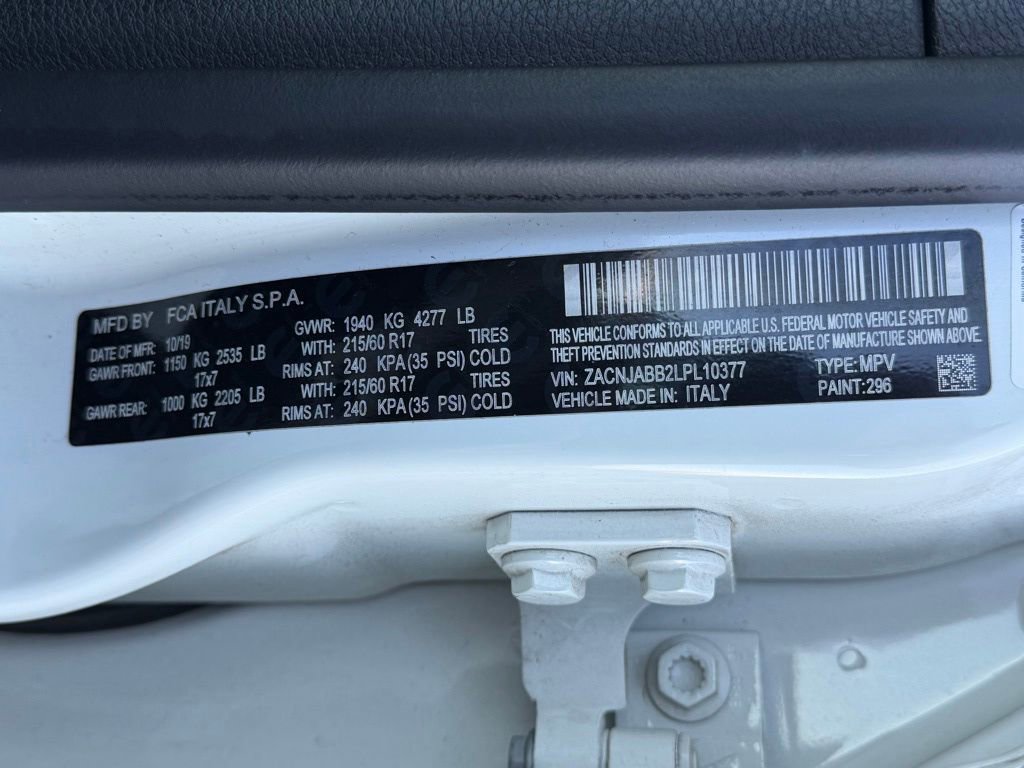 MFD BY FCA ITALY S.P.A.
DATE OF MFR: 10/19 GVWR: 1940 KG 4277 LB
GAWR FRONT: 1150 KG 2535 LB WITH: 215/60 R17 TIRES
17x7 RIMS AT: 240 KPA (35 PSI) COLD
GAWR REAR: 1000 KG 2205 LB WITH: 215/60 R17 TIRES
17x7 RIMS AT: 240 KPA (35 PSI) COLD
THIS VEHICLE CONFORMS TO ALL APPLICABLE U.S. FEDERAL MOTOR VEHICLE SAFETY AND
THEFT PREVENTION STANDARDS IN EFFECT ON THE DATE OF MANUFACTURE SHOWN ABOVE.
VIN: ZACNJABB2LPL10377 TYPE: MPV
VEHICLE MADE IN: ITALY PAINT:296